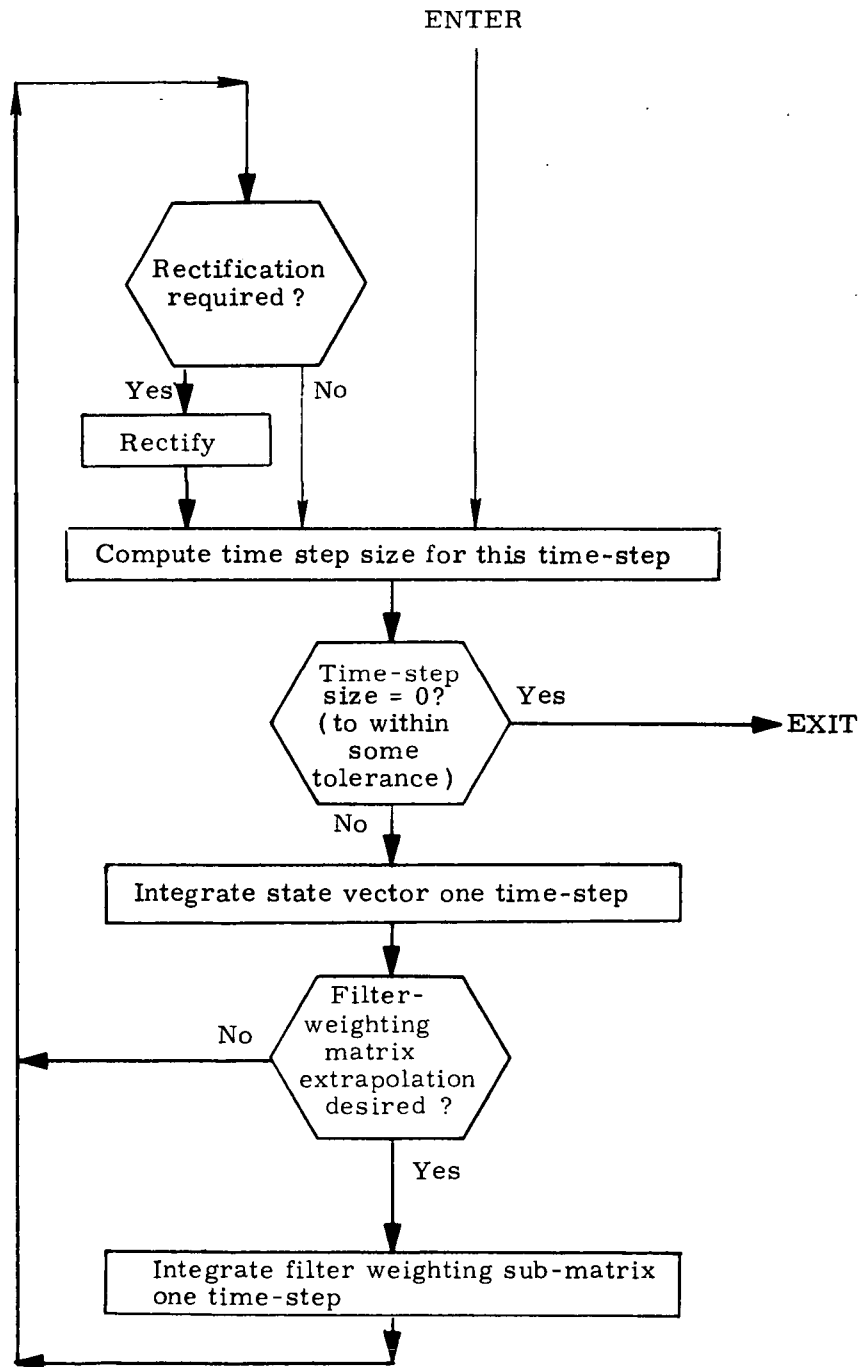 ENTER
Rectification
required ?
Yes
No
Rectify
Compute time step size for this time-step
Time-step
size = 0?
(to within
some
tolerance)
Yes
EXIT
No
Integrate state vector one time-step
Filter-
weighting
matrix
extrapolation
desired ?
No
Yes
Integrate filter weighting sub-matrix
one time-step